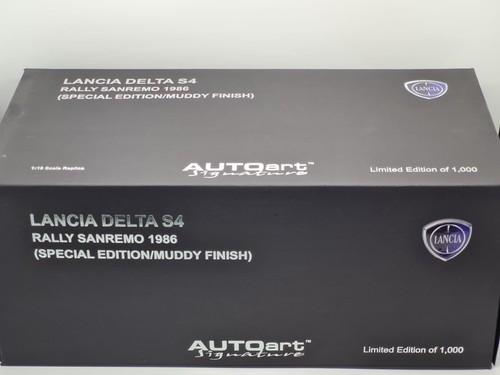 LANCIA DELTA S4
RALLY SANREMO 1986
(SPECIAL EDITION/MUDDY FINISH)
LANCIA
1:18 Scale Replica
AUTOart™
Signature
Limited Edition of 1,000
LANCIA DELTA S4
RALLY SANREMO 1986
(SPECIAL EDITION/MUDDY FINISH)
LANCIA
AUTOart™
Signature
Limited Edition of 1,000